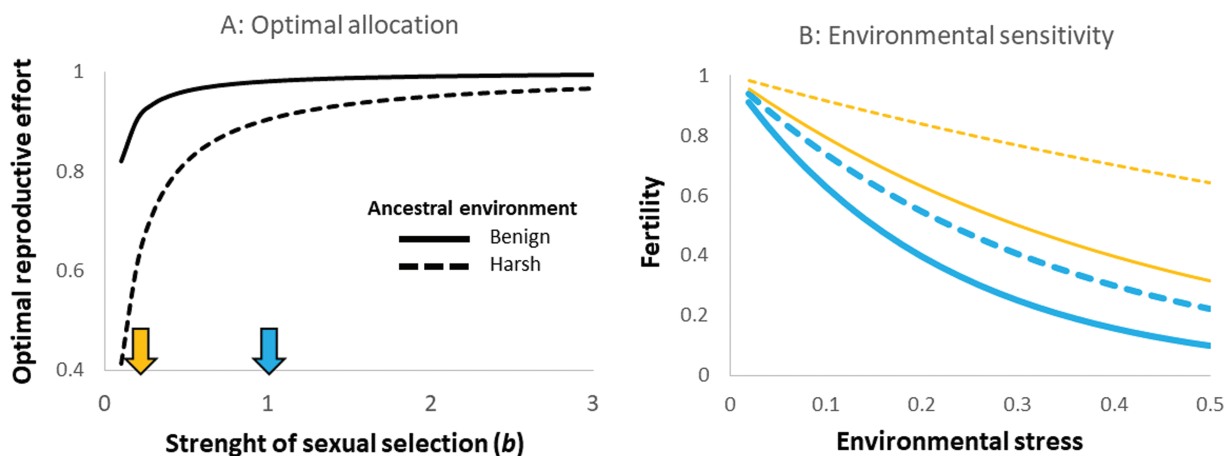 A: Optimal allocation
Optimal reproductive effort
1
0.8
0.6
0.4
0
1
2
3
Ancestral environment
Benign
Harsh
Strenght of sexual selection (b)
B: Environmental sensitivity
Fertility
1
0.8
0.6
0.4
0.2
0
0
0.1
0.2
0.3
0.4
0.5
Environmental stress